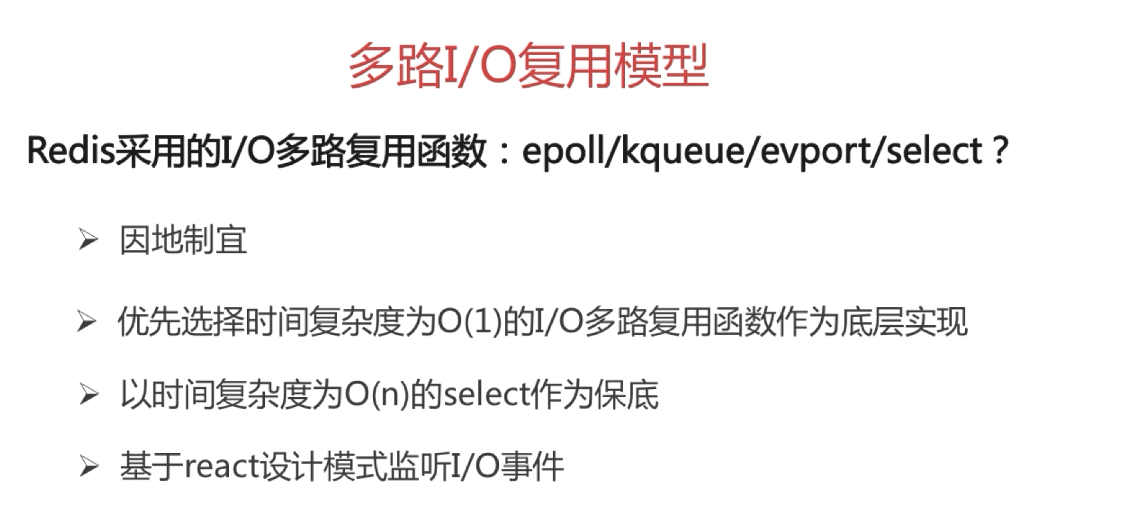 多路I/O复用模型
Redis采用的I/O多路复用函数：epoll/kqueue/evport/select？
因地制宜
优先选择时间复杂度为O(1)的I/O多路复用函数作为底层实现
以时间复杂度为O(n)的select作为保底
基于react设计模式监听I/O事件